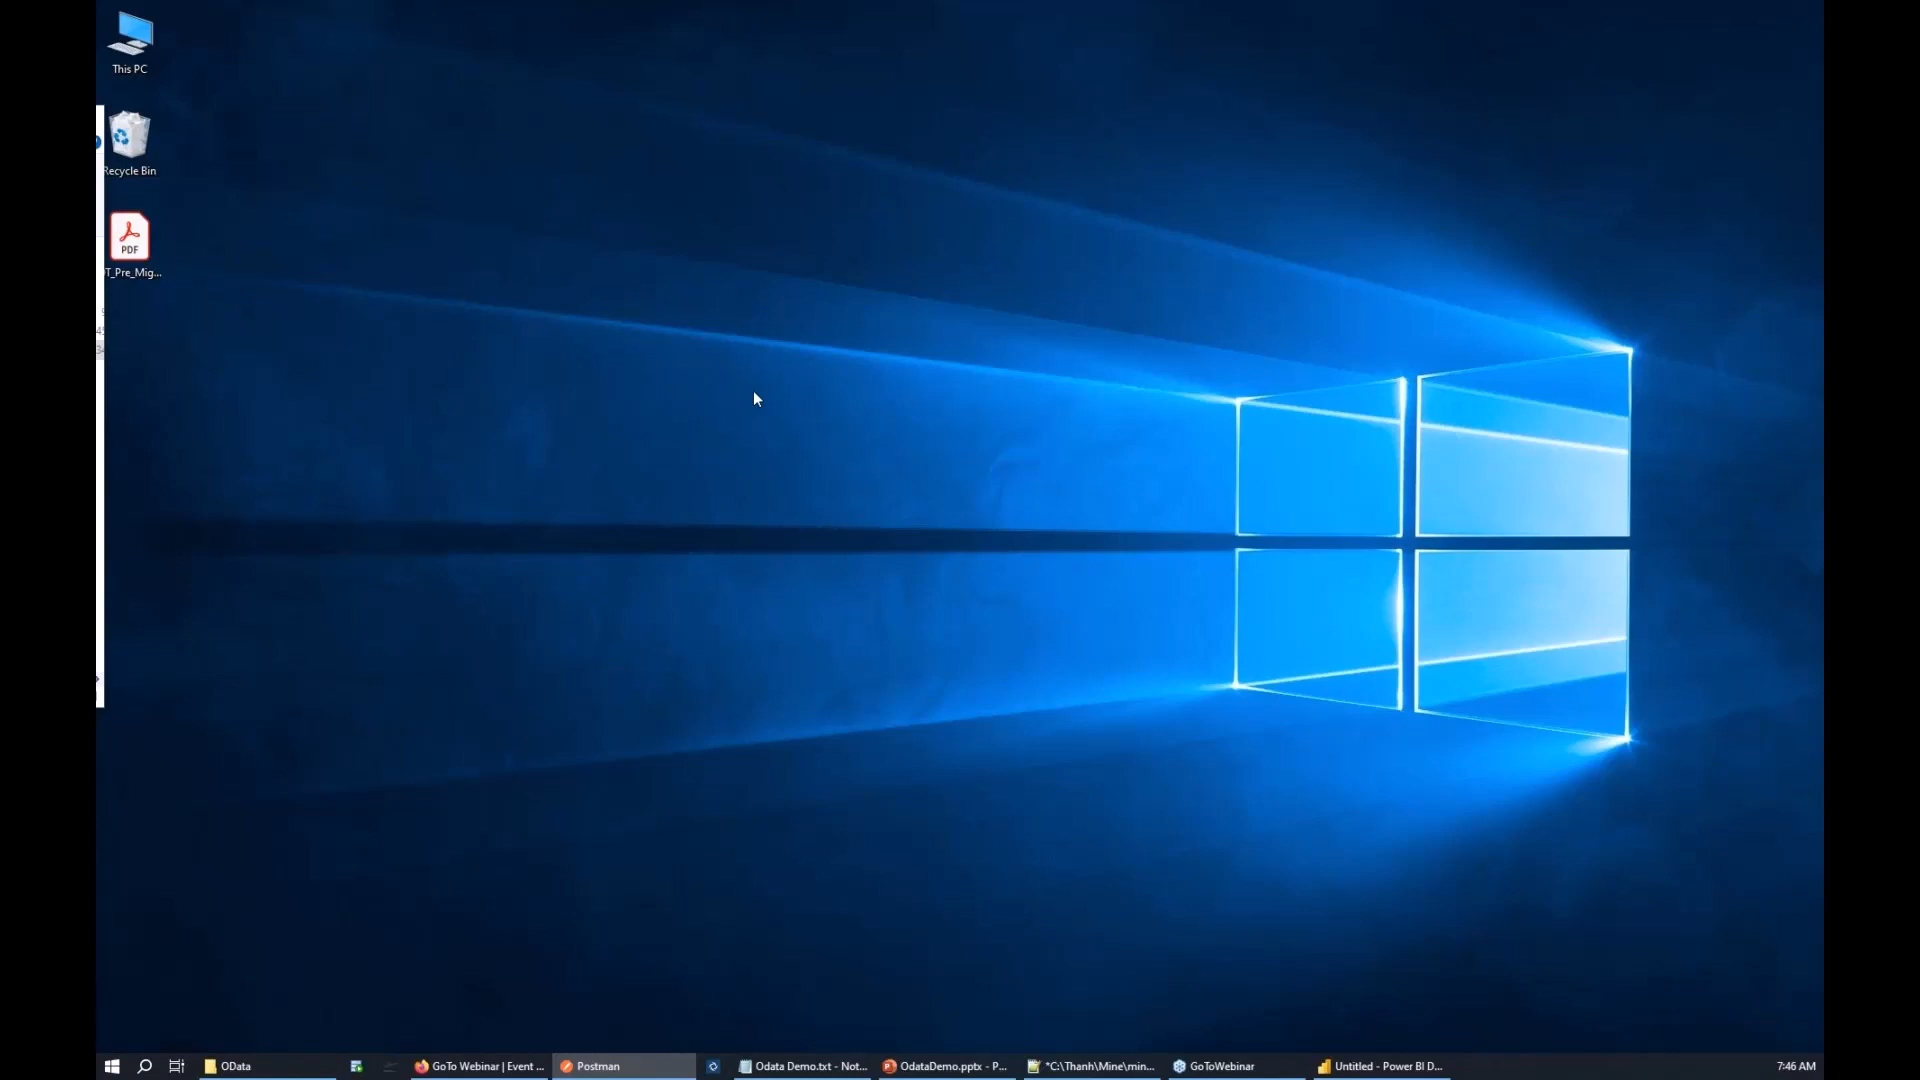 This PC
Recycle Bin
PDF
T_Pre_Mig...
OData
GoTo Webinar | Event ...
Postman
Odata Demo.txt - Not...
OdataDemo.pptx - P...
*C:\Thanh\Mine\min...
GoToWebinar
Untitled - Power BI D...
7:46 AM